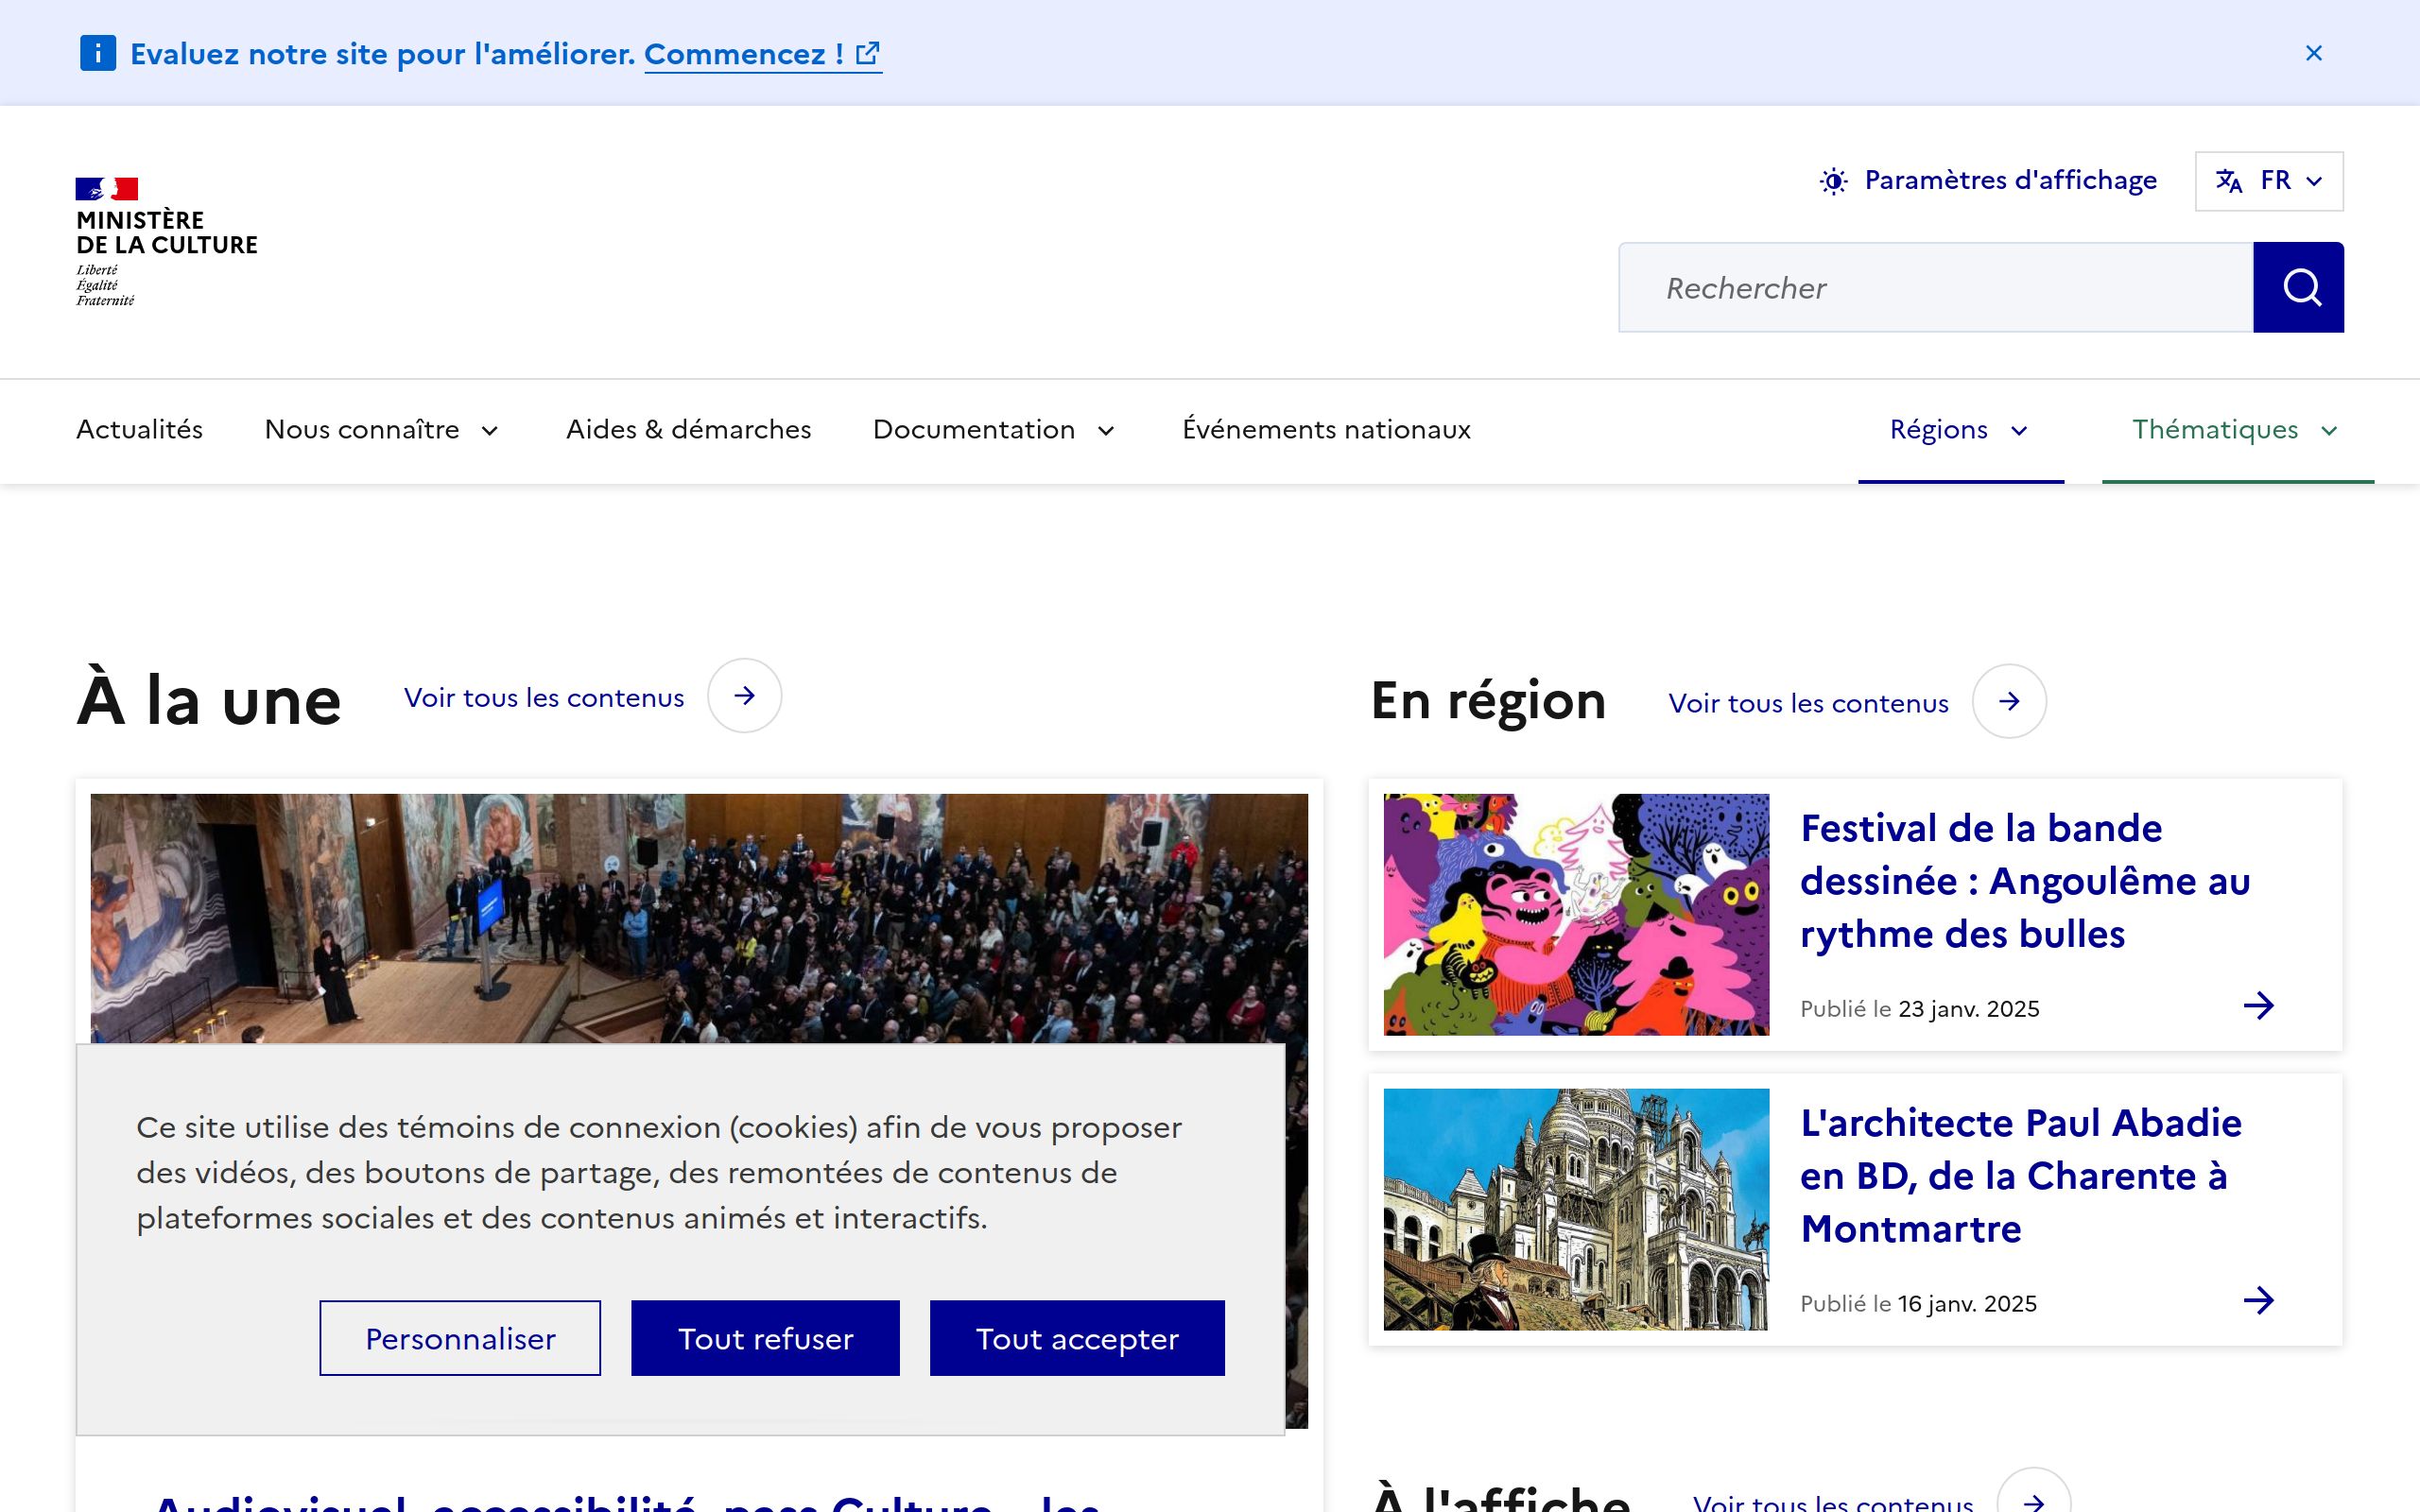 Evaluez notre site pour l'améliorer. Commencez !
MINISTÈRE
DE LA CULTURE
Liberté
Égalité
Fraternité
Paramètres d'affichage
FR
Rechercher
Actualités
Nous connaître
Aides & démarches
Documentation
Événements nationaux
Régions
Thématiques
À la une
Voir tous les contenus
En région
Voir tous les contenus
Festival de la bande
dessinée : Angoulême au
rythme des bulles
Publié le 23 janv. 2025
Ce site utilise des témoins de connexion (cookies) afin de vous proposer
des vidéos, des boutons de partage, des remontées de contenus de
plateformes sociales et des contenus animés et interactifs.
Personnaliser
Tout refuser
Tout accepter
L'architecte Paul Abadie
en BD, de la Charente à
Montmartre
Publié le 16 janv. 2025
Audiovisuel, accessibilité, pass Culture... les
À l'affiche
Voir tous les contenus